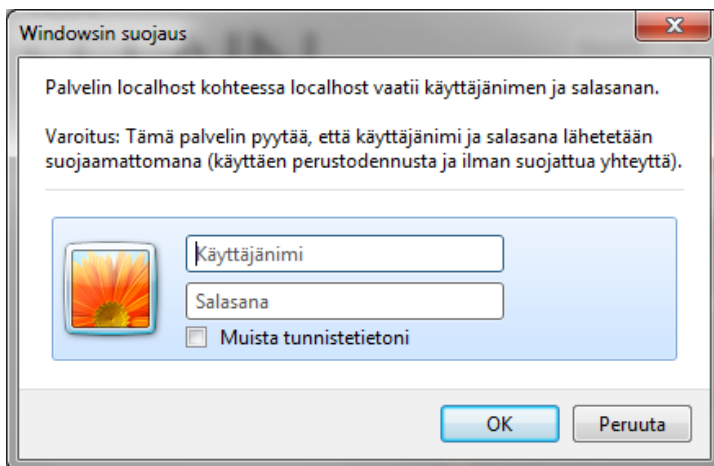 Windowsin suojaus
Palvelin localhost kohteessa localhost vaatii käyttäjänimen ja salasanan.
Varoitus: Tämä palvelin pyytää, että käyttäjänimi ja salasana lähetetään
suojaamattomana (käyttäen perustodennusta ja ilman suojattua yhteyttä).
Käyttäjänimi
Salasana
Muista tunnistetietoni
OK
Peruuta